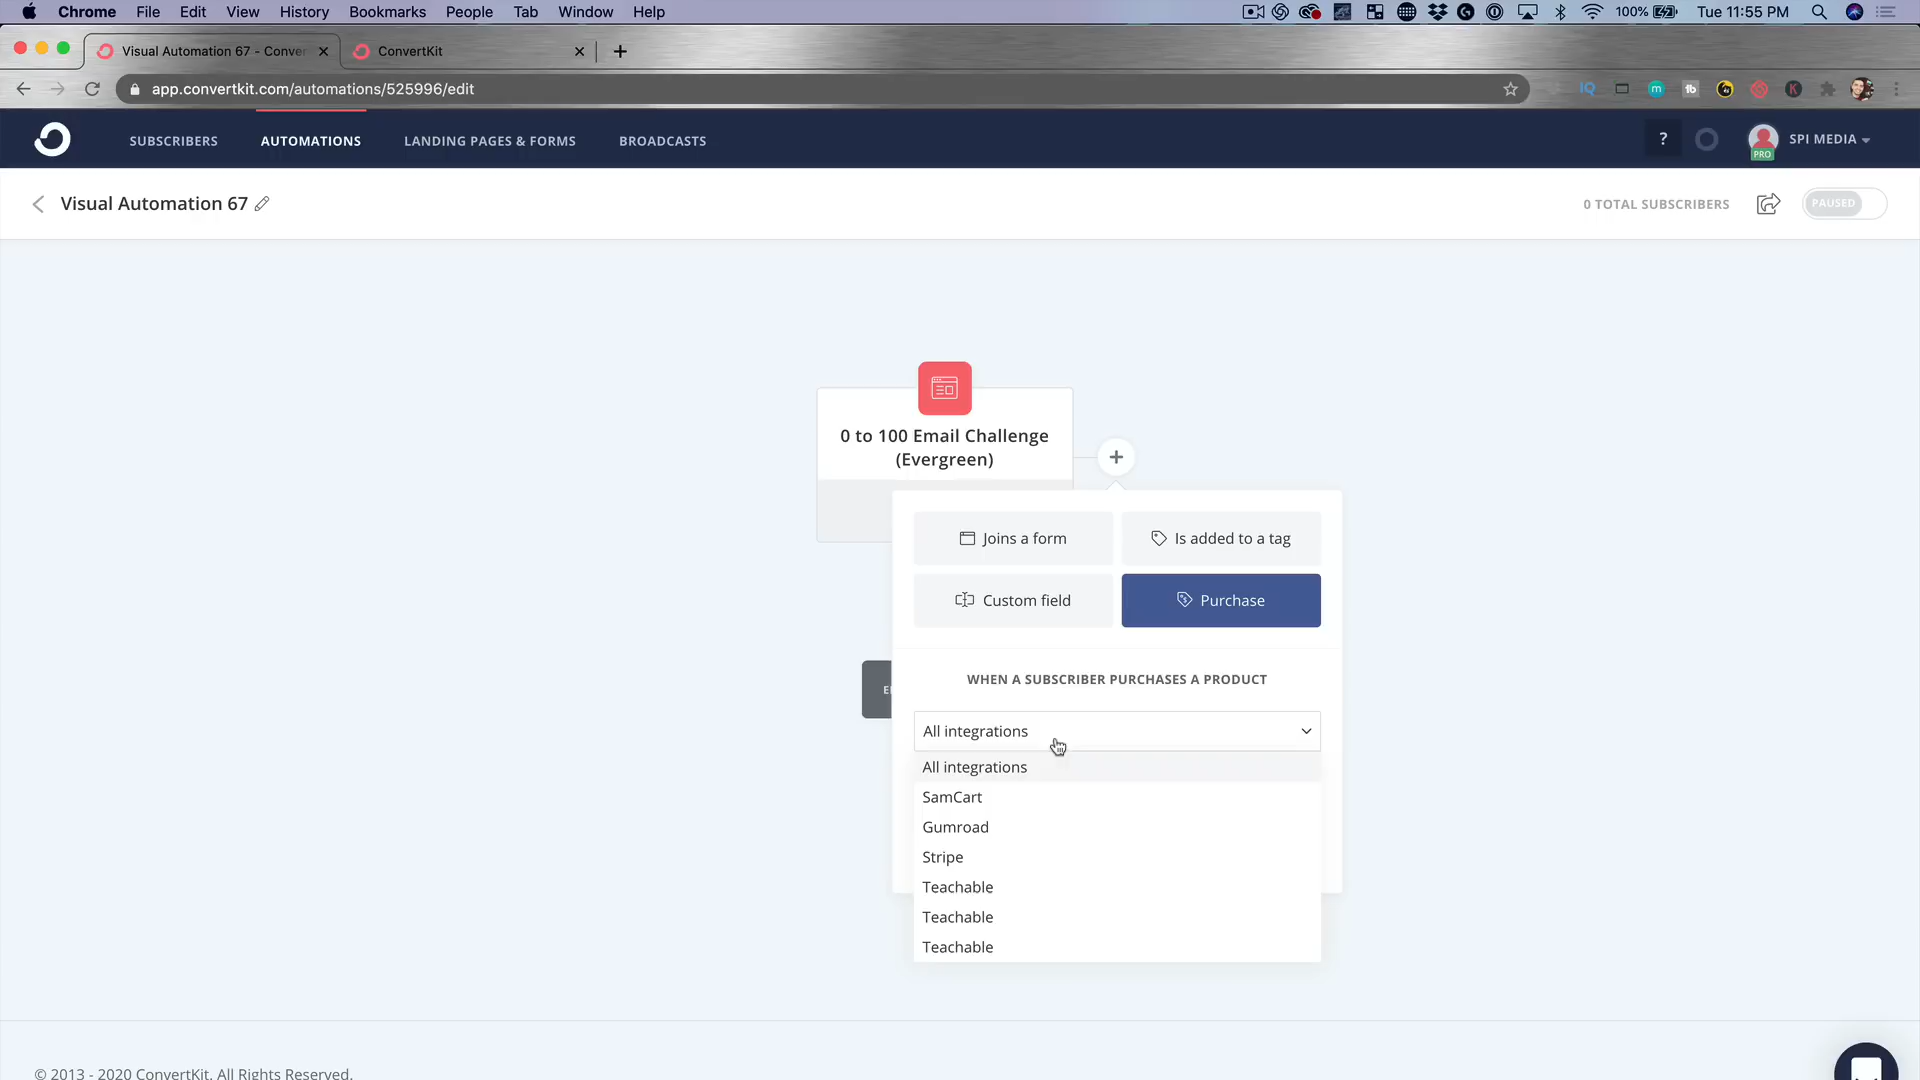 Chrome File Edit View History Bookmarks People Tab Window Help
100% Tue 11:55 PM
Visual Automation 67 - Conver
ConvertKit
app.convertkit.com/automations/525996/edit
SUBSCRIBERS AUTOMATIONS LANDING PAGES & FORMS BROADCASTS
? SPI MEDIA
PRO
Visual Automation 67
0 TOTAL SUBSCRIBERS
PAUSED
0 to 100 Email Challenge
(Evergreen)
+
Joins a form
Is added to a tag
Custom field
Purchase
WHEN A SUBSCRIBER PURCHASES A PRODUCT
All integrations
All integrations
SamCart
Gumroad
Stripe
Teachable
Teachable
Teachable
© 2013 - 2020 ConvertKit. All Rights Reserved.